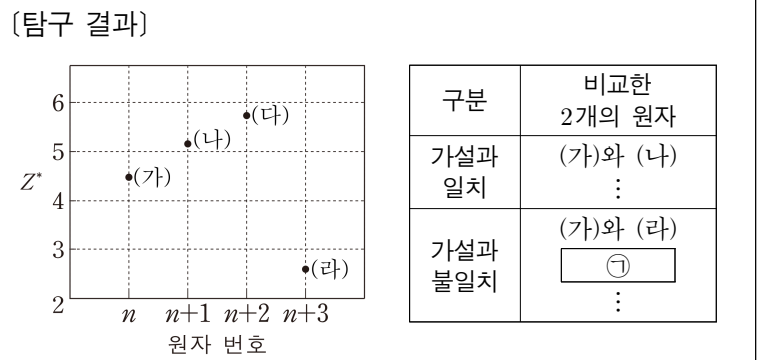 〔탐구 결과〕
6
5
4
3
2
Z*
(가)
(나)
(다)
(라)
n n+1 n+2 n+3
원자 번호
구분
비교한
2개의 원자
가설과
일치
(가)와 (나)
⋮
가설과
불일치
(가)와 (라)
㉠
⋮